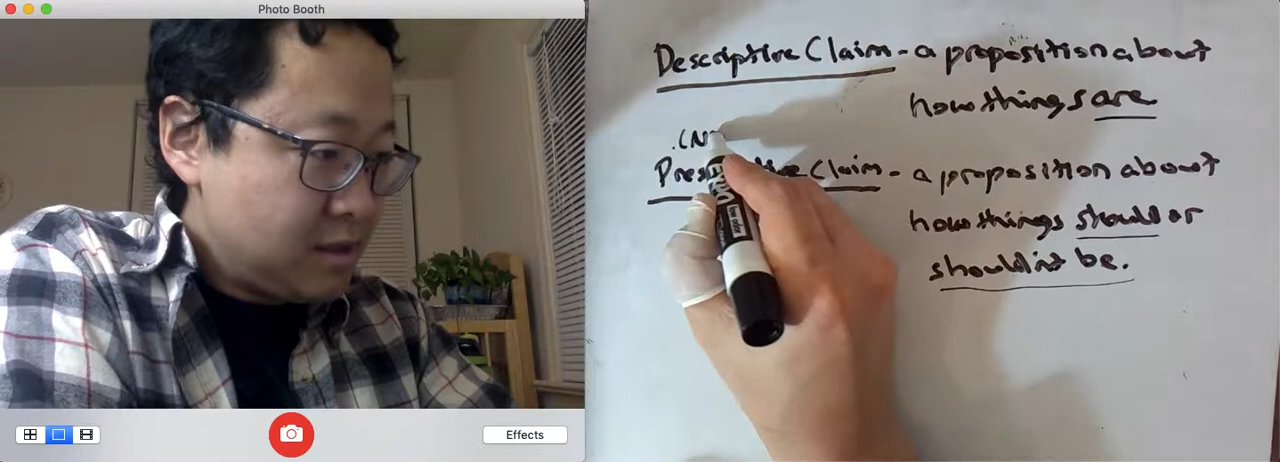 Photo Booth
Effects
Descriptive Claim - a proposition about
how things are
Claim - a proposition about
how things should or
shouldn't be.